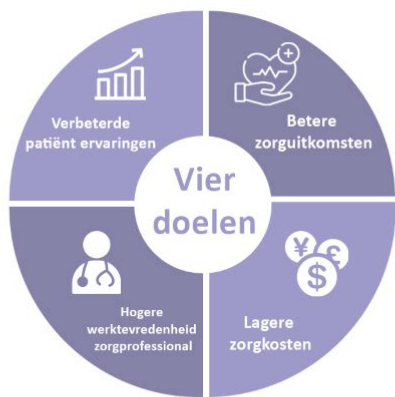 Verbeterde
patiënt ervaringen
Betere
zorguitkomsten
Vier
doelen
Hogere
werktevredenheid
zorgprofessional
¥ £
$
Lagere
zorgkosten